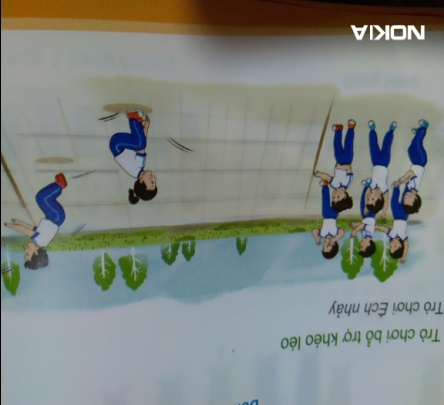 Trò chơi bổ trợ khéo léo
Trò chơi Ếch nhảy
NOKIA